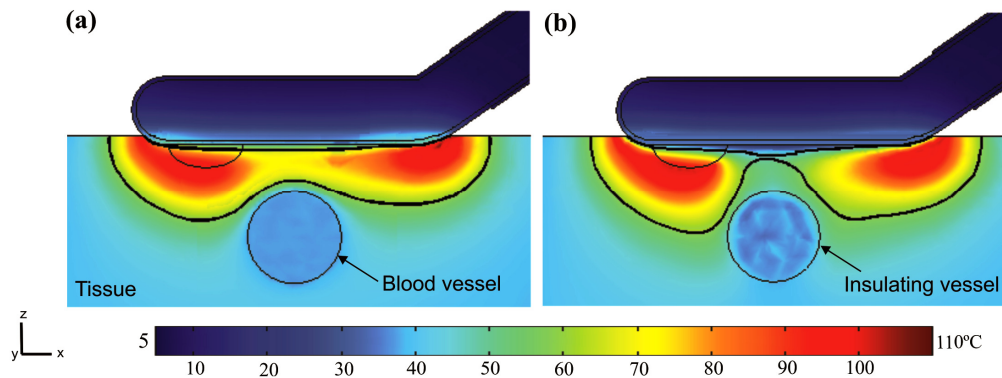 (a) (b)
Tissue Blood vessel Insulating vessel
z
y x
5 10 20 30 40 50 60 70 80 90 100 110ºC